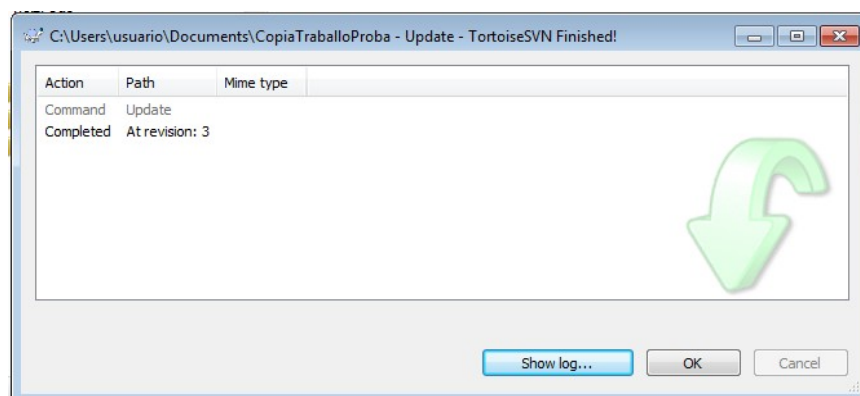 C:\Users\usuario\Documents\CopiaTraballoProba - Update - TortoiseSVN Finished!
Action Path Mime type
Command Update
Completed At revision: 3
Show log... OK Cancel